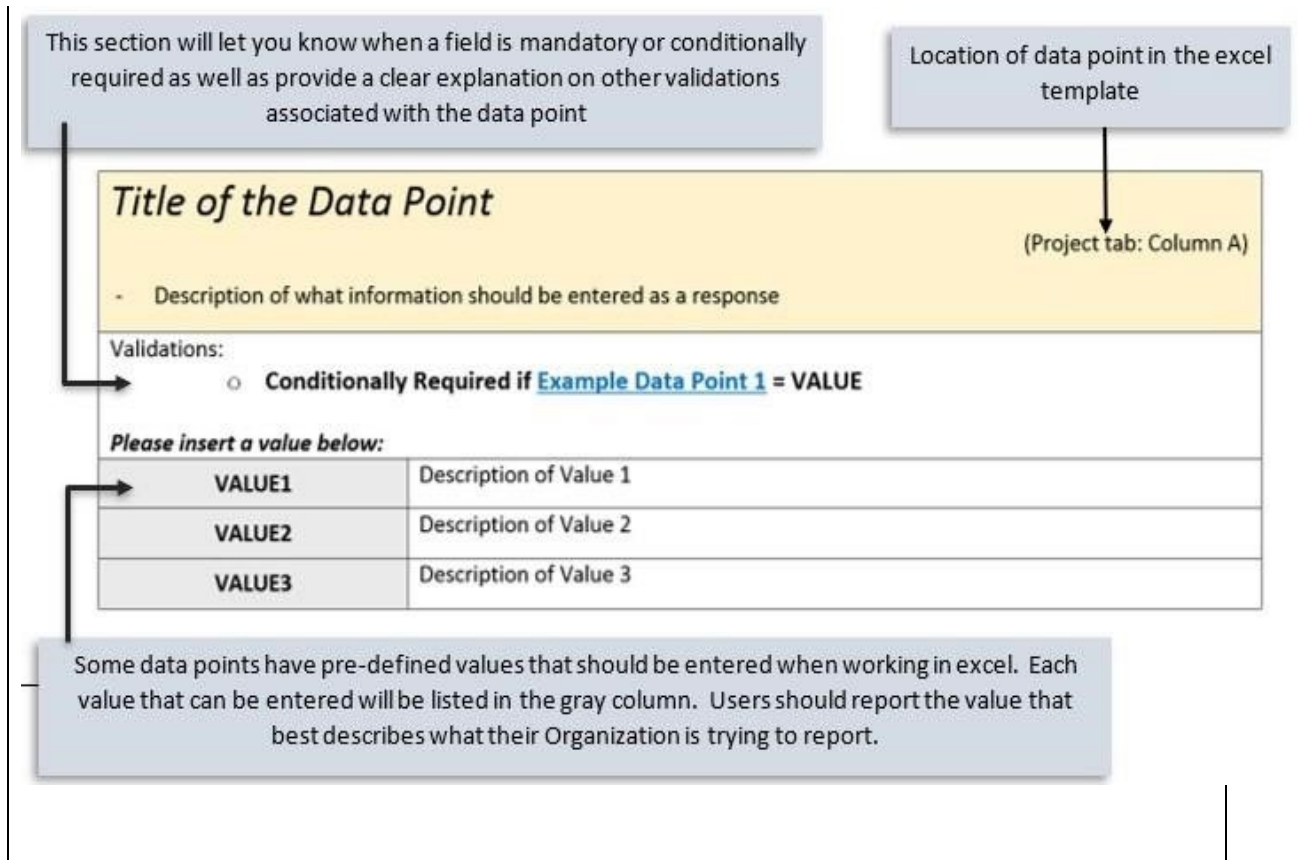 This section will let you know when a field is mandatory or conditionally
required as well as provide a clear explanation on other validations
associated with the data point
Location of data point in the excel
template
Title of the Data Point
(Project tab: Column A)
- Description of what information should be entered as a response
Validations:
o Conditionally Required if Example Data Point 1 = VALUE
Please insert a value below:
VALUE1 Description of Value 1
VALUE2 Description of Value 2
VALUE3 Description of Value 3
Some data points have pre-defined values that should be entered when working in excel. Each
value that can be entered will be listed in the gray column. Users should report the value that
best describes what their Organization is trying to report.